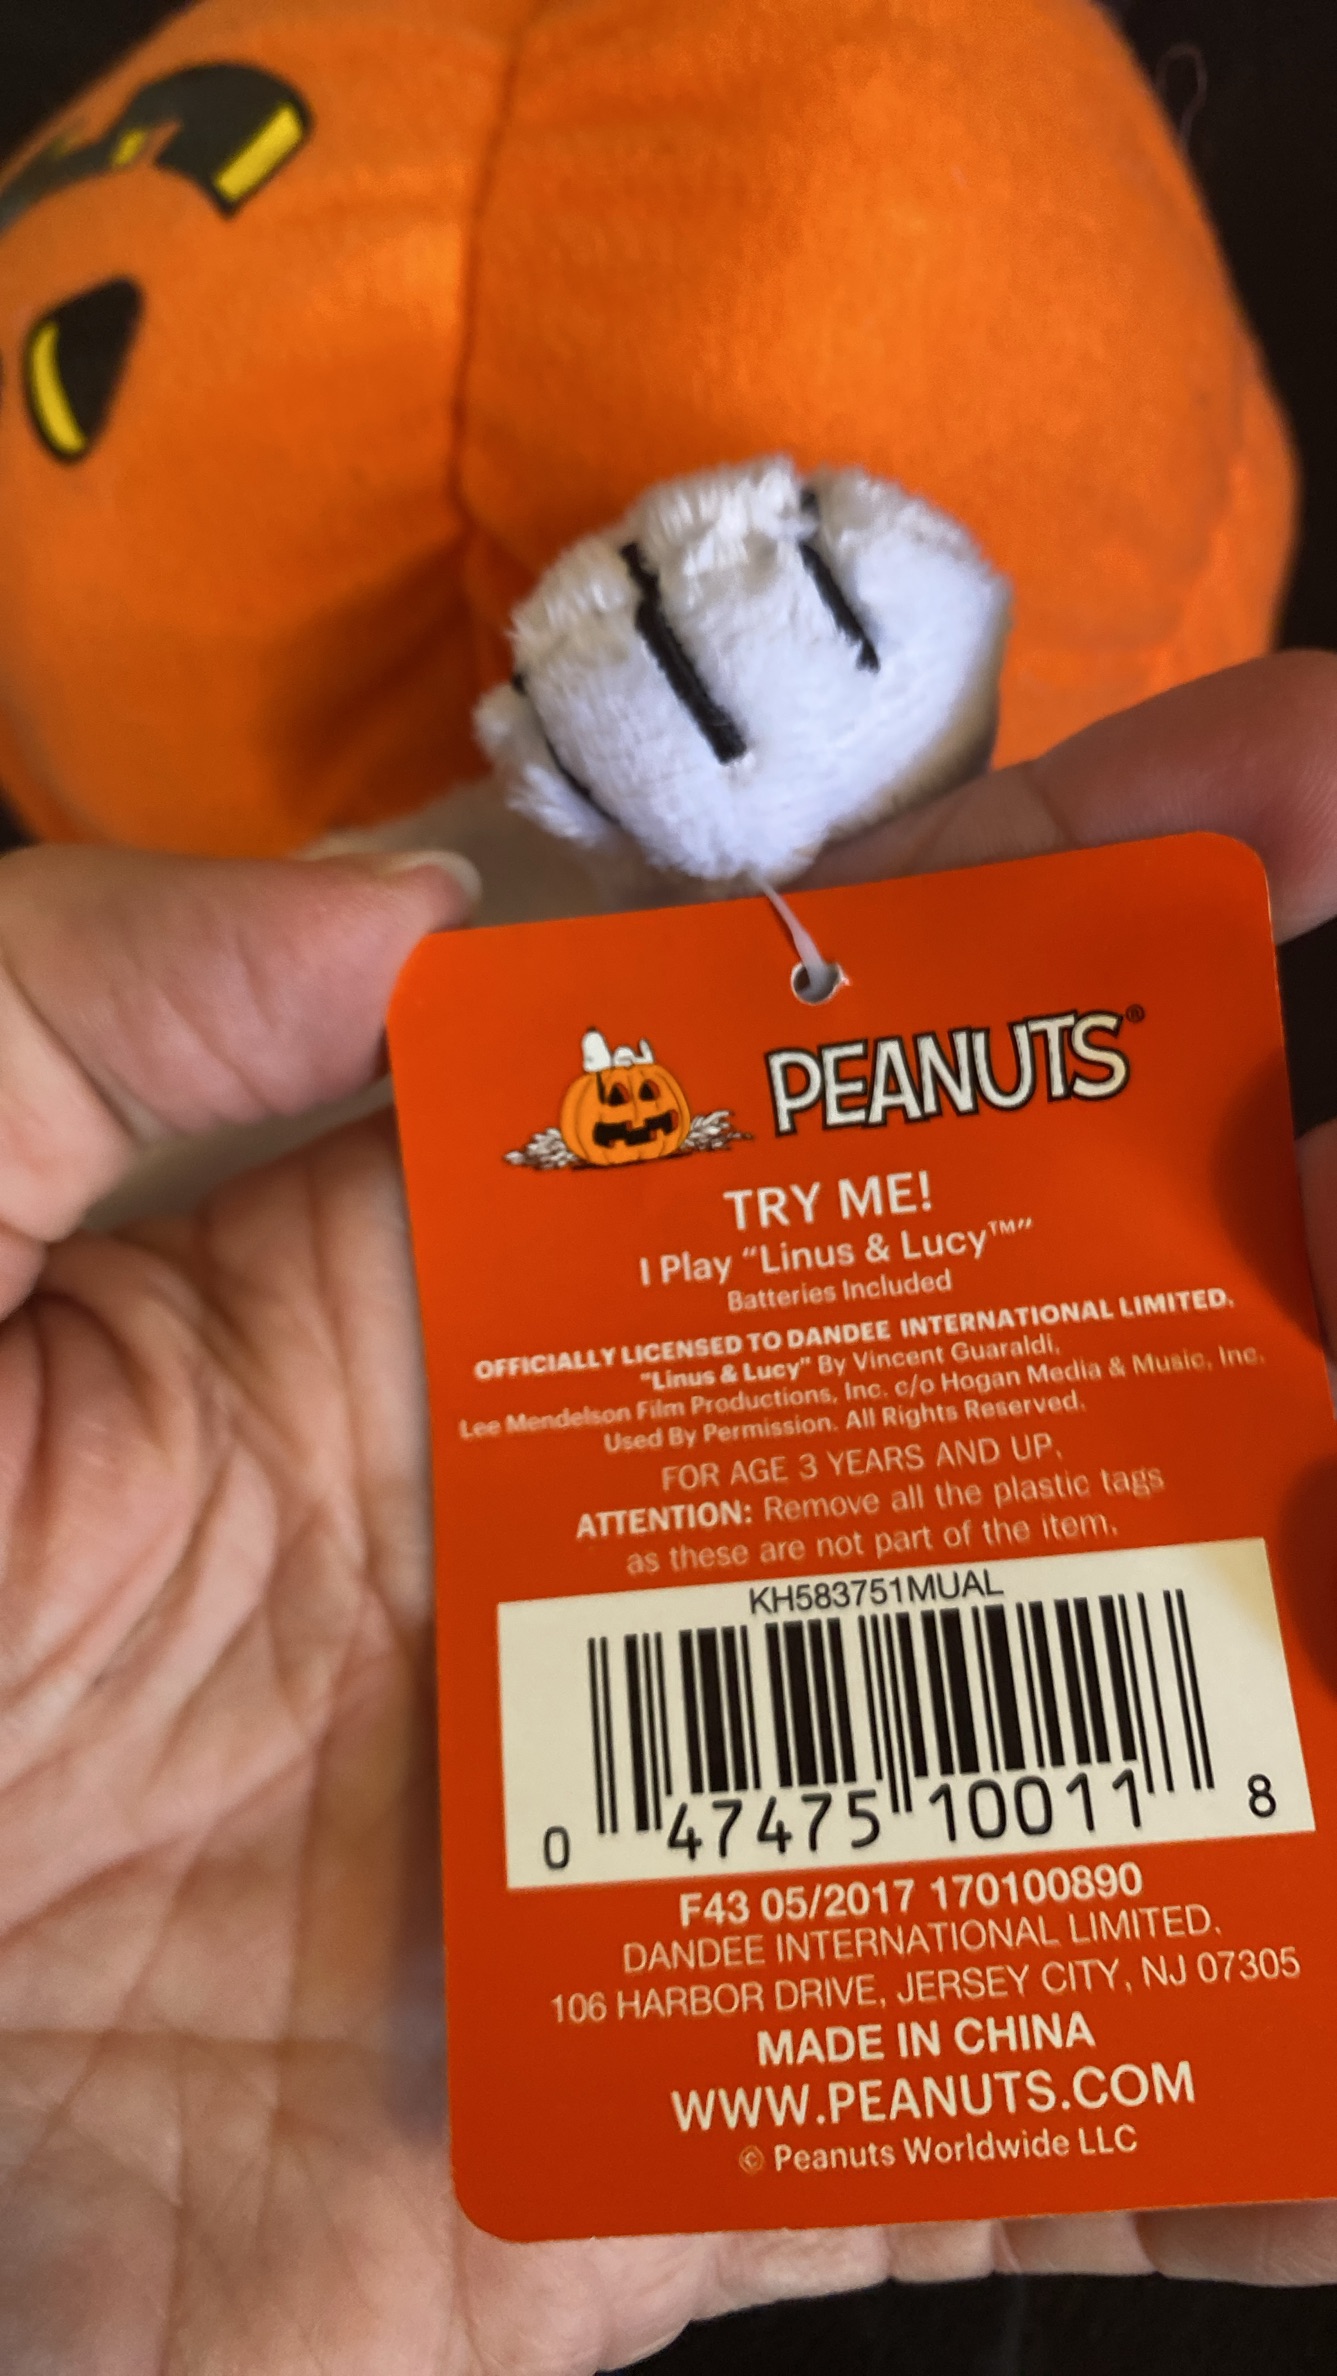 PEANUTS®
TRY ME!
I Play “Linus & Lucy™”
Batteries Included
OFFICIALLY LICENSED TO DANDEE INTERNATIONAL LIMITED.
"Linus & Lucy" By Vincent Guaraldi,
Lee Mendelson Film Productions, Inc. c/o Hogan Media & Music, Inc.
Used By Permission. All Rights Reserved.
FOR AGE 3 YEARS AND UP.
ATTENTION: Remove all the plastic tags
as these are not part of the item.
KH583751MUAL
0 47475 10011 8
F43 05/2017 170100890
DANDEE INTERNATIONAL LIMITED.
106 HARBOR DRIVE, JERSEY CITY, NJ 07305
MADE IN CHINA
WWW.PEANUTS.COM
© Peanuts Worldwide LLC